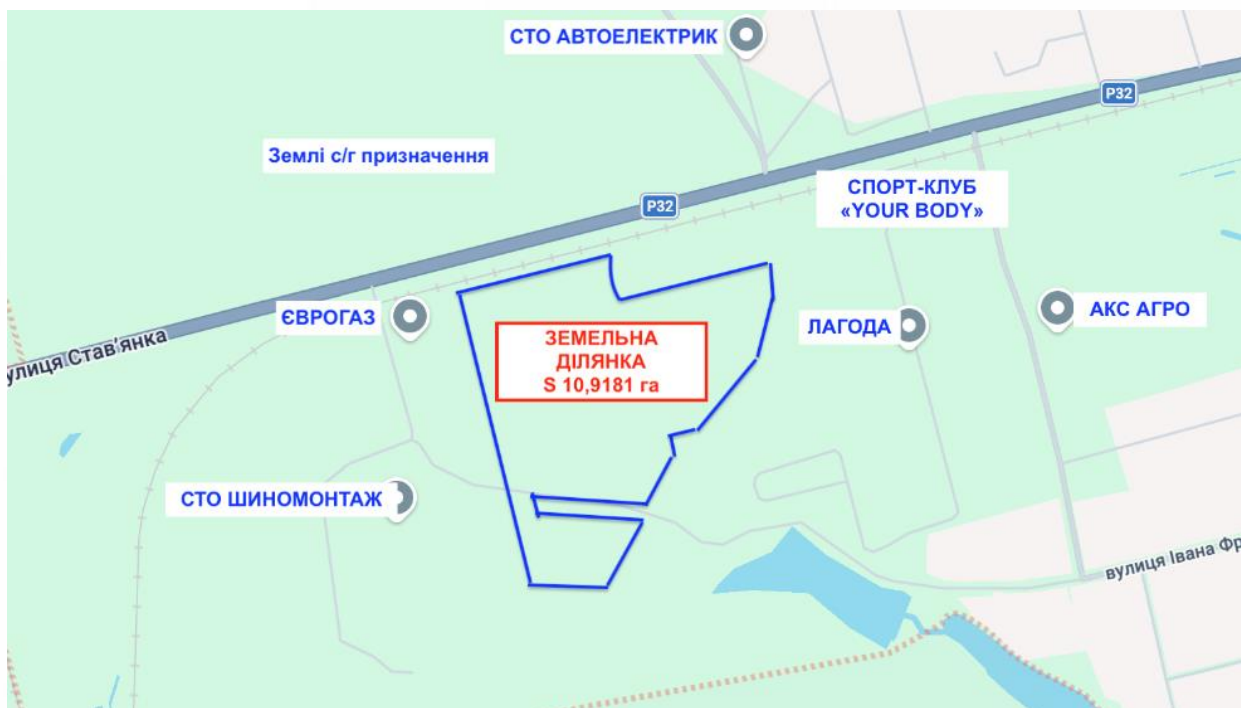 СТО АВТОЕЛЕКТРИК
P32
Землі с/г призначення
СПОРТ-КЛУБ
«YOUR BODY»
P32
ЄВРОГАЗ
ЗЕМЕЛЬНА
ДІЛЯНКА
S 10,9181 га
ЛАГОДА
АКС АГРО
улиця Став'янка
СТО ШИНОМОНТАЖ
вулиця Івана Фр